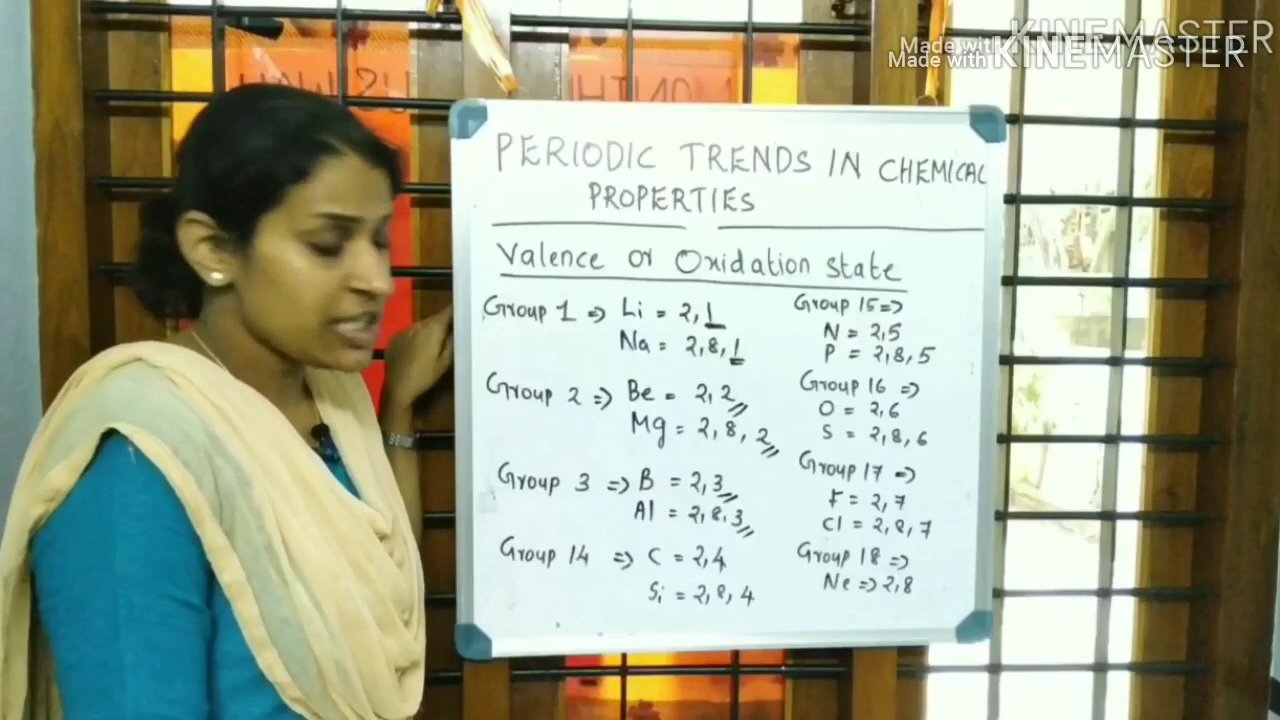 Made with KINEMASTER
Made with KINEMASTER
PERIODIC TRENDS IN CHEMICAL
PROPERTIES
Valence or Oxidation state
Group 1 => Li = 2,1
Na = 2,8,1
Group 2 => Be = 2,2
Mg = 2,8,2
Group 3 => B = 2,3
Al = 2,8,3
Group 14 => C = 2,4
Si = 2,8,4
Group 15 =>
N = 2,5
P = 2,8,5
Group 16 =>
O = 2,6
S = 2,8,6
Group 17 =>
F = 2,7
Cl = 2,8,7
Group 18 =>
Ne => 2,8